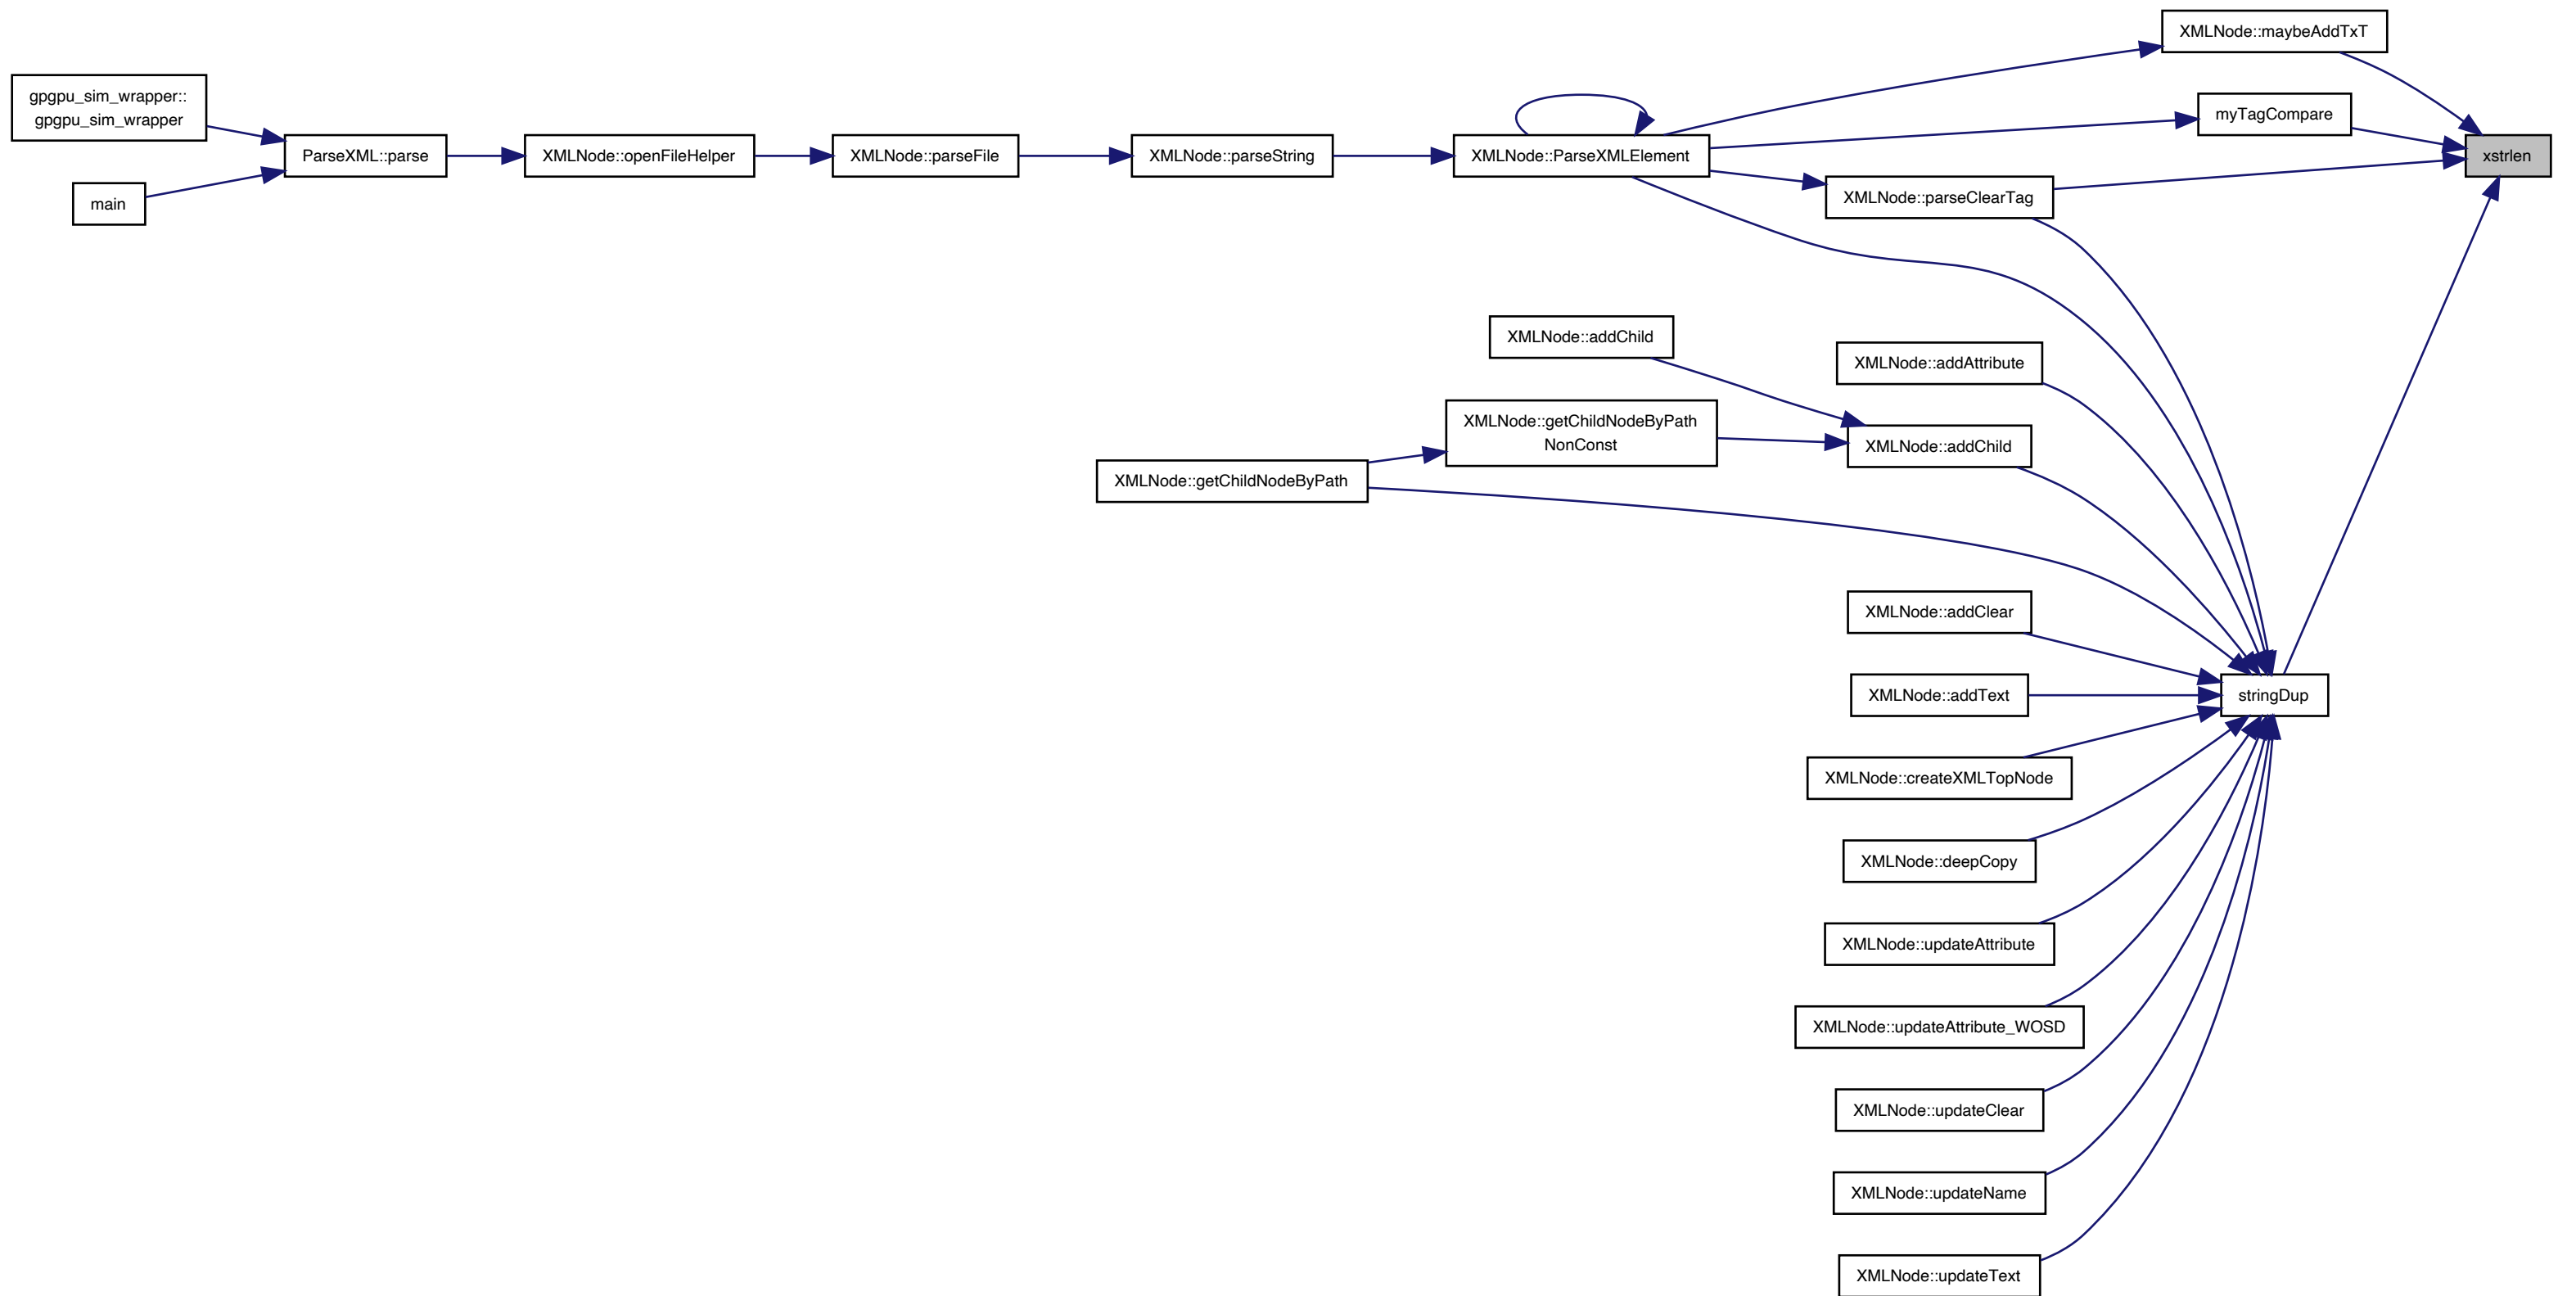 XMLNode::maybeAddTxT
gpgpu_sim_wrapper::
gpgpu_sim_wrapper
myTagCompare
ParseXML::parse
XMLNode::openFileHelper
XMLNode::parseFile
XMLNode::parseString
XMLNode::ParseXMLElement
xstrlen
main
XMLNode::parseClearTag
XMLNode::addChild
XMLNode::addAttribute
XMLNode::getChildNodeByPath
NonConst
XMLNode::addChild
XMLNode::getChildNodeByPath
XMLNode::addClear
XMLNode::addText
stringDup
XMLNode::createXMLTopNode
XMLNode::deepCopy
XMLNode::updateAttribute
XMLNode::updateAttribute_WOSD
XMLNode::updateClear
XMLNode::updateName
XMLNode::updateText